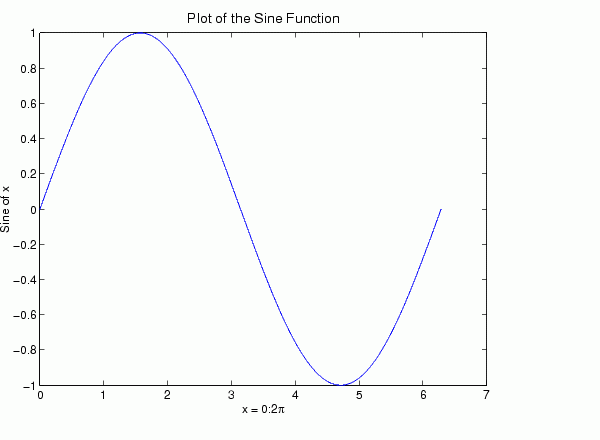 Plot of the Sine Function
1
0.8
0.6
0.4
0.2
0
−0.2
−0.4
−0.6
−0.8
−1
Sine of x
0 1 2 3 4 5 6 7
x = 0:2π